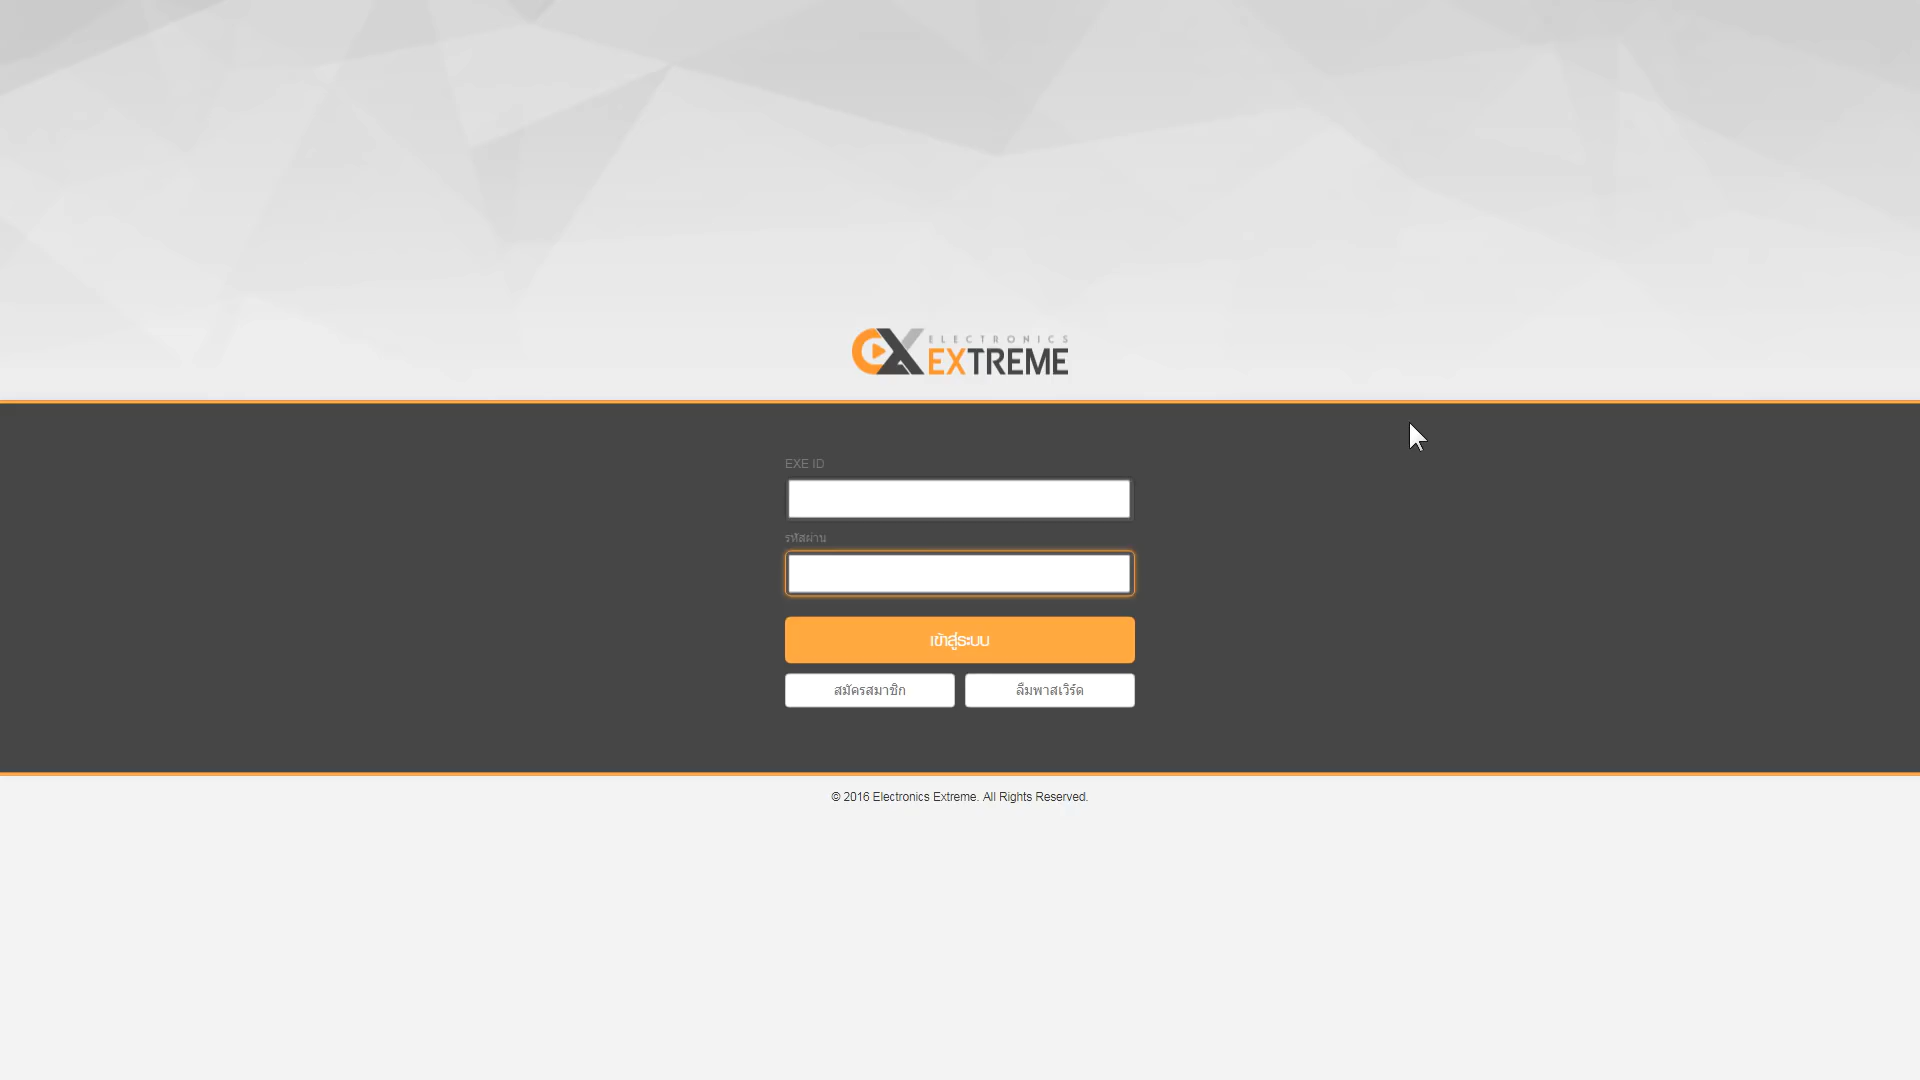 ELECTRONICS
EXTREME
EXE ID
รหัสผ่าน
เข้าสู่ระบบ
สมัครสมาชิก
ลืมพาสเวิร์ด
© 2016 Electronics Extreme. All Rights Reserved.